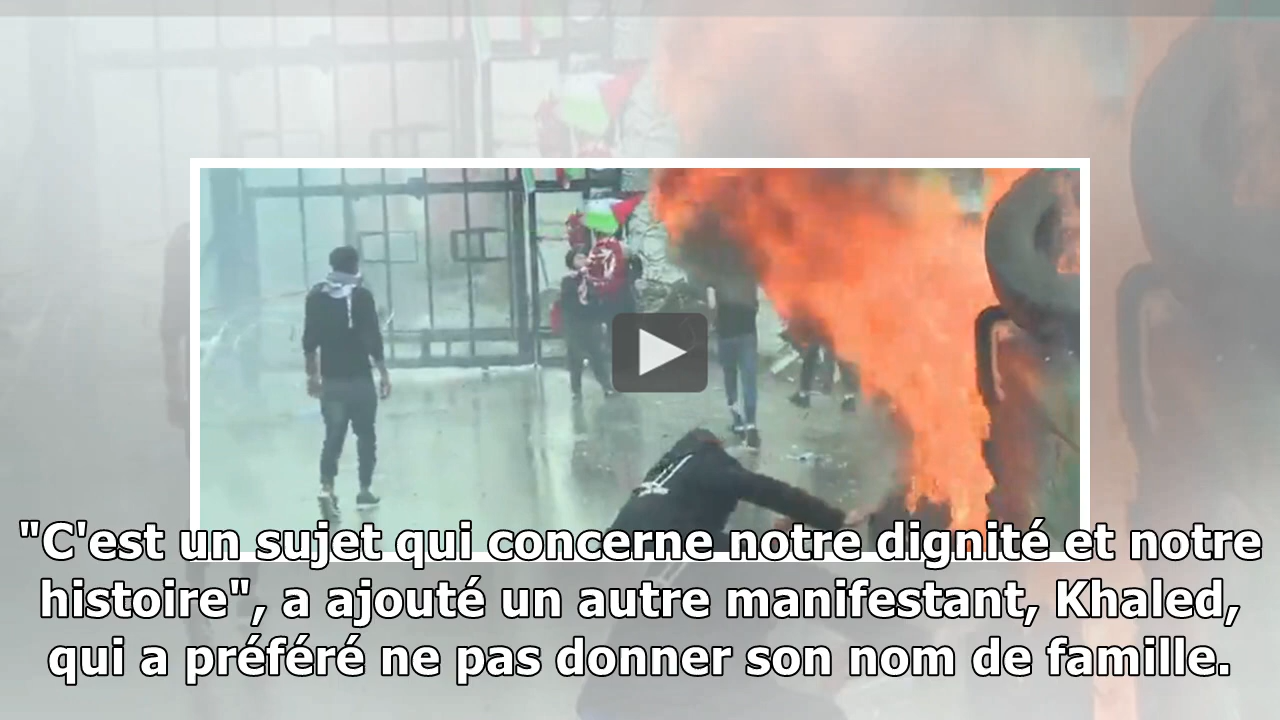 "C'est un sujet qui concerne notre dignité et notre
histoire", a ajouté un autre manifestant, Khaled,
qui a préféré ne pas donner son nom de famille.